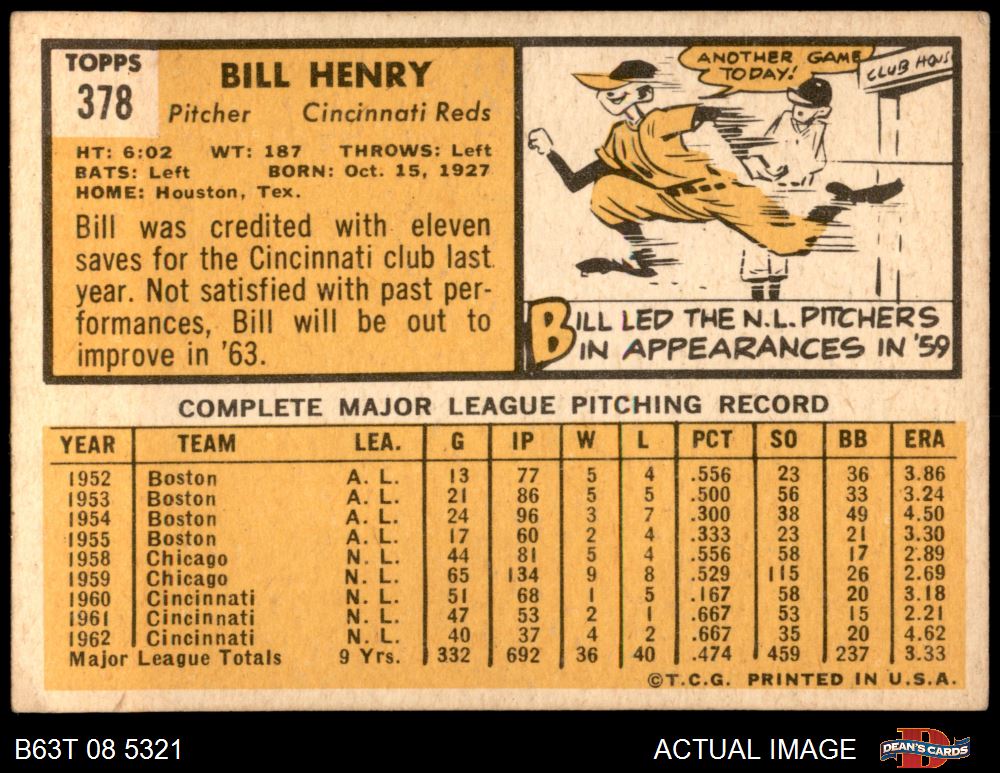 TOPPS
378
BILL HENRY
Pitcher Cincinnati Reds
HT: 6:02 WT: 187 THROWS: Left
BATS: Left BORN: Oct. 15, 1927
HOME: Houston, Tex.
Bill was credited with eleven
saves for the Cincinnati club last
year. Not satisfied with past per-
formances, Bill will be out to
improve in '63.
ANOTHER GAME
TODAY!
CLUB HOUS
BILL LED THE N.L. PITCHERS
IN APPEARANCES IN '59
COMPLETE MAJOR LEAGUE PITCHING RECORD
YEAR TEAM LEA. G IP W L PCT SO BB ERA
1952 Boston A. L. 13 77 5 4 .556 23 36 3.86
1953 Boston A. L. 21 86 5 5 .500 56 33 3.24
1954 Boston A. L. 24 96 3 7 .300 38 49 4.50
1955 Boston A. L. 17 60 2 4 .333 23 21 3.30
1958 Chicago N. L. 44 81 5 4 .556 58 17 2.89
1959 Chicago N. L. 65 134 9 8 .529 115 26 2.69
1960 Cincinnati N. L. 51 68 1 5 .167 58 20 3.18
1961 Cincinnati N. L. 47 53 2 1 .667 53 15 2.21
1962 Cincinnati N. L. 40 37 4 2 .667 35 20 4.62
Major League Totals 9 Yrs. 332 692 36 40 .474 459 237 3.33
©T.C.G. PRINTED IN U.S.A.
B63T 08 5321 ACTUAL IMAGE
DEAN'S CARDS